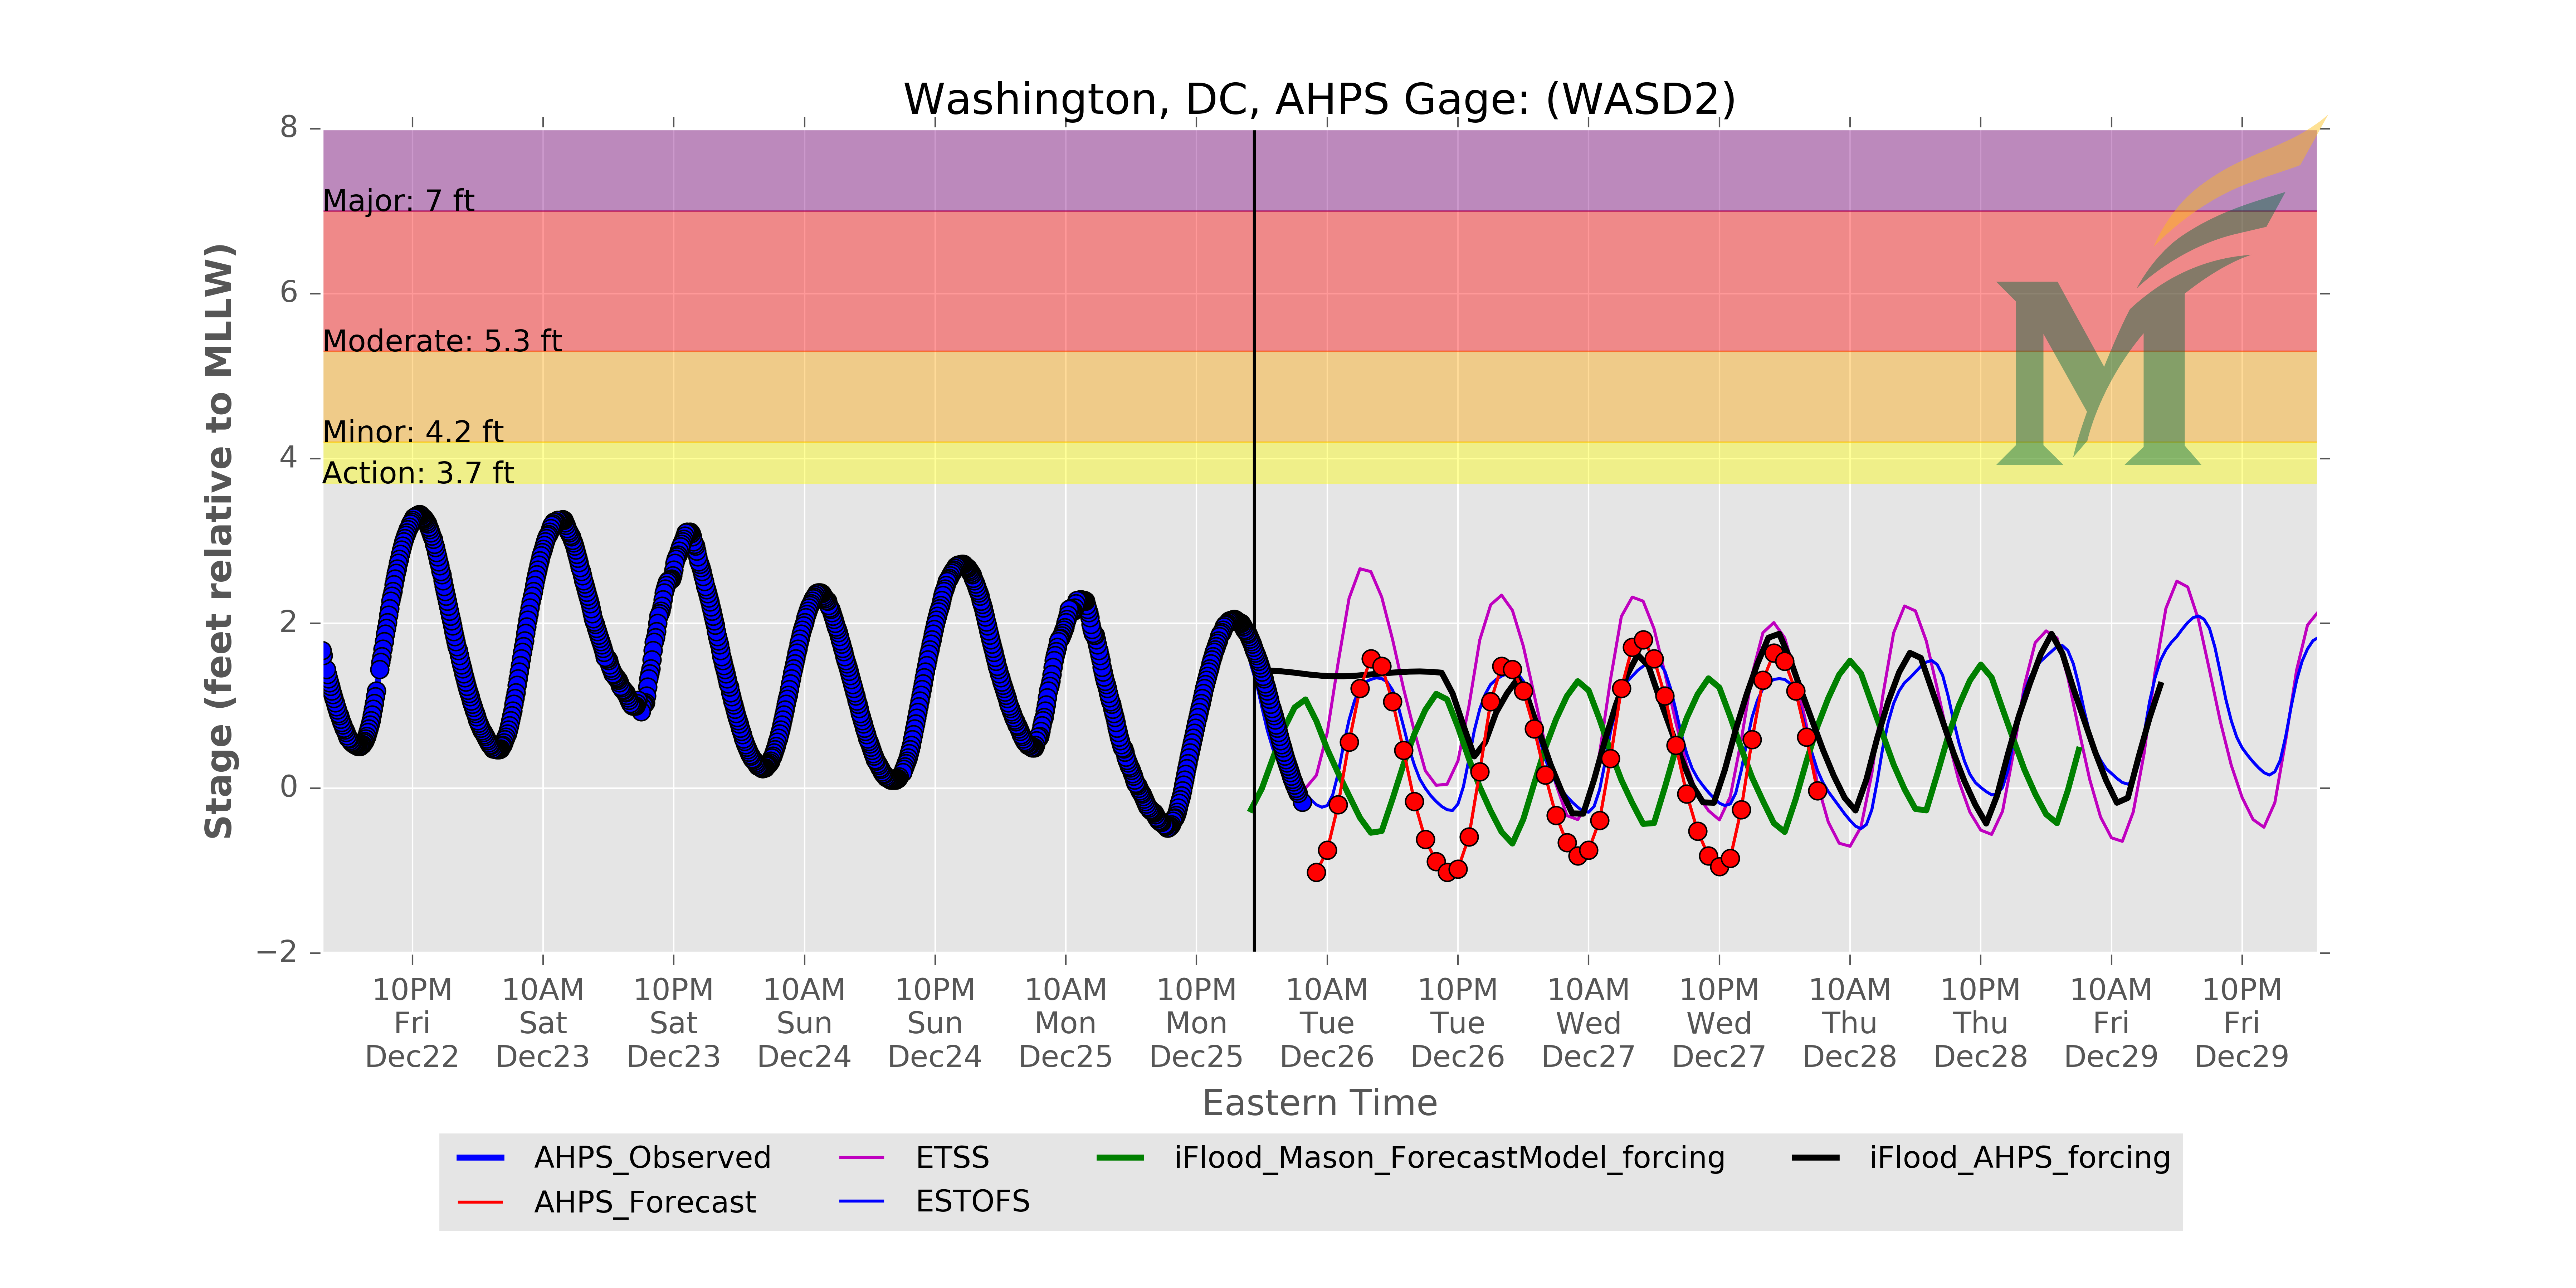 Washington, DC, AHPS Gage: (WASD2)
8
Major: 7 ft
6
Moderate: 5.3 ft
Minor: 4.2 ft
4
Action: 3.7 ft
2
0
−2
Stage (feet relative to MLLW)
10PM 10AM 10PM 10AM 10PM 10AM 10PM 10AM 10PM 10AM 10PM 10AM 10PM 10AM 10PM
Fri Sat Sat Sun Sun Mon Mon Tue Tue Wed Wed Thu Thu Fri Fri
Dec22 Dec23 Dec23 Dec24 Dec24 Dec25 Dec25 Dec26 Dec26 Dec27 Dec27 Dec28 Dec28 Dec29 Dec29
Eastern Time
AHPS_Observed ETSS iFlood_Mason_ForecastModel_forcing iFlood_AHPS_forcing
AHPS_Forecast ESTOFS